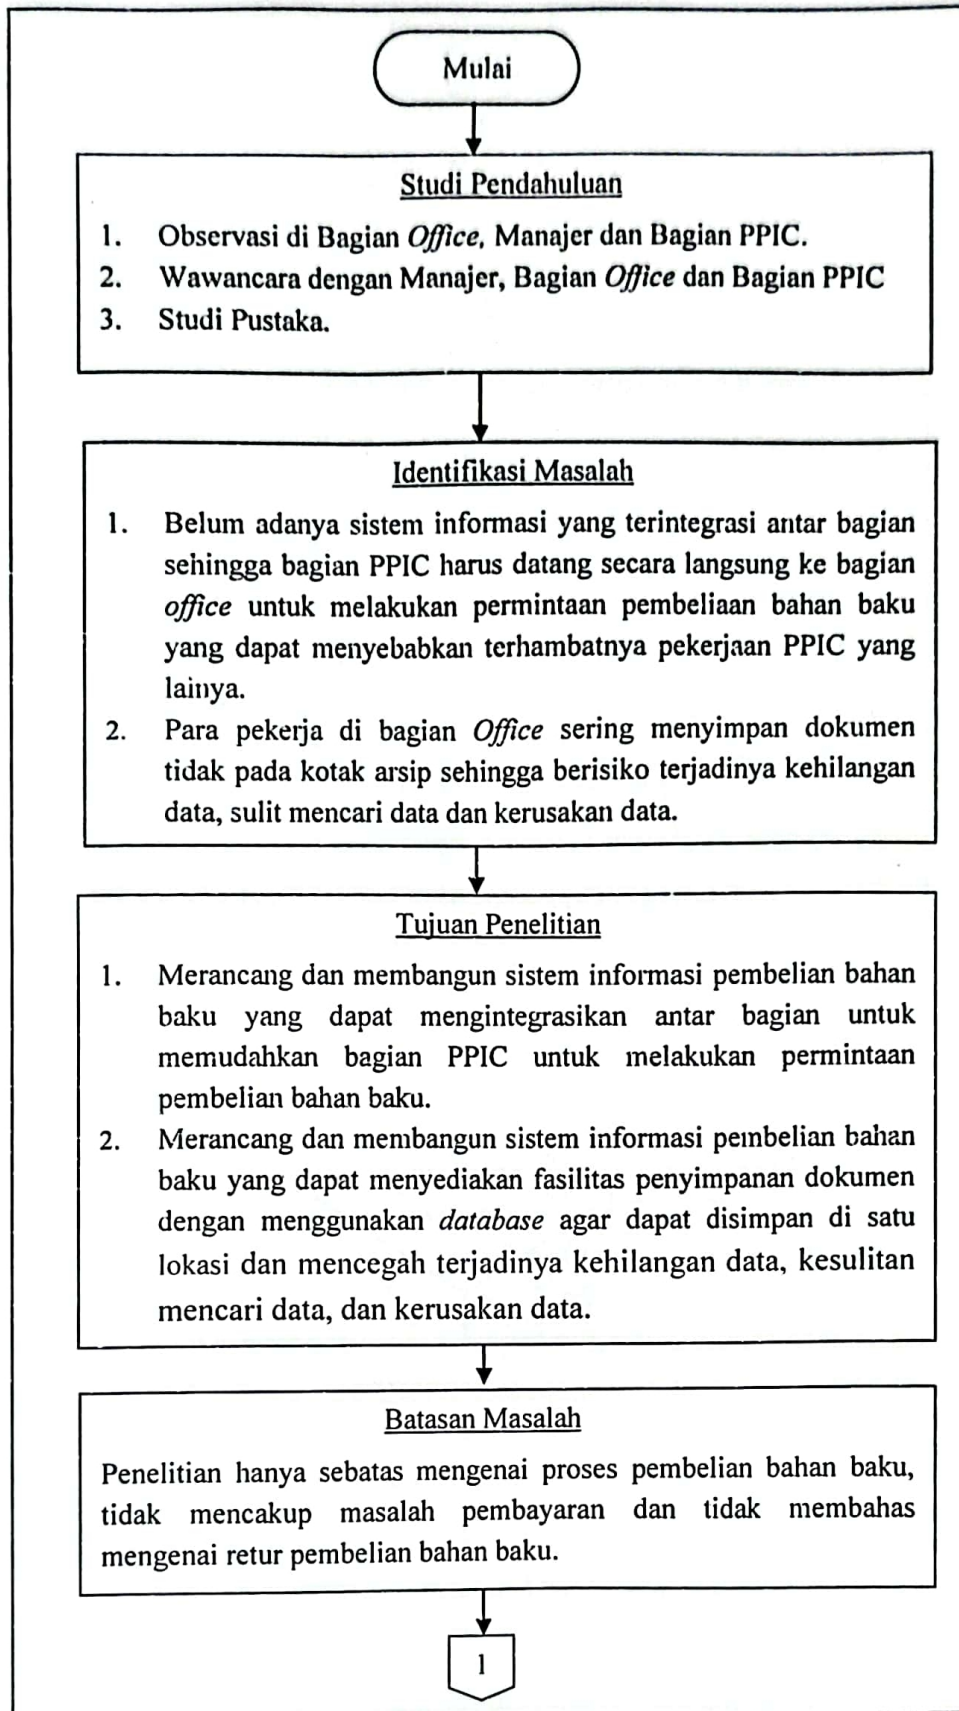 Mulai
Studi Pendahuluan
1. Observasi di Bagian Office, Manajer dan Bagian PPIC.
2. Wawancara dengan Manajer, Bagian Office dan Bagian PPIC
3. Studi Pustaka.
Identifikasi Masalah
1. Belum adanya sistem informasi yang terintegrasi antar bagian
sehingga bagian PPIC harus datang secara langsung ke bagian
office untuk melakukan permintaan pembeliaan bahan baku
yang dapat menyebabkan terhambatnya pekerjaan PPIC yang
lainya.
2. Para pekerja di bagian Office sering menyimpan dokumen
tidak pada kotak arsip sehingga berisiko terjadinya kehilangan
data, sulit mencari data dan kerusakan data.
Tujuan Penelitian
1. Merancang dan membangun sistem informasi pembelian bahan
baku yang dapat mengintegrasikan antar bagian untuk
memudahkan bagian PPIC untuk melakukan permintaan
pembelian bahan baku.
2. Merancang dan membangun sistem informasi pembelian bahan
baku yang dapat menyediakan fasilitas penyimpanan dokumen
dengan menggunakan database agar dapat disimpan di satu
lokasi dan mencegah terjadinya kehilangan data, kesulitan
mencari data, dan kerusakan data.
Batasan Masalah
Penelitian hanya sebatas mengenai proses pembelian bahan baku,
tidak mencakup masalah pembayaran dan tidak membahas
mengenai retur pembelian bahan baku.
1